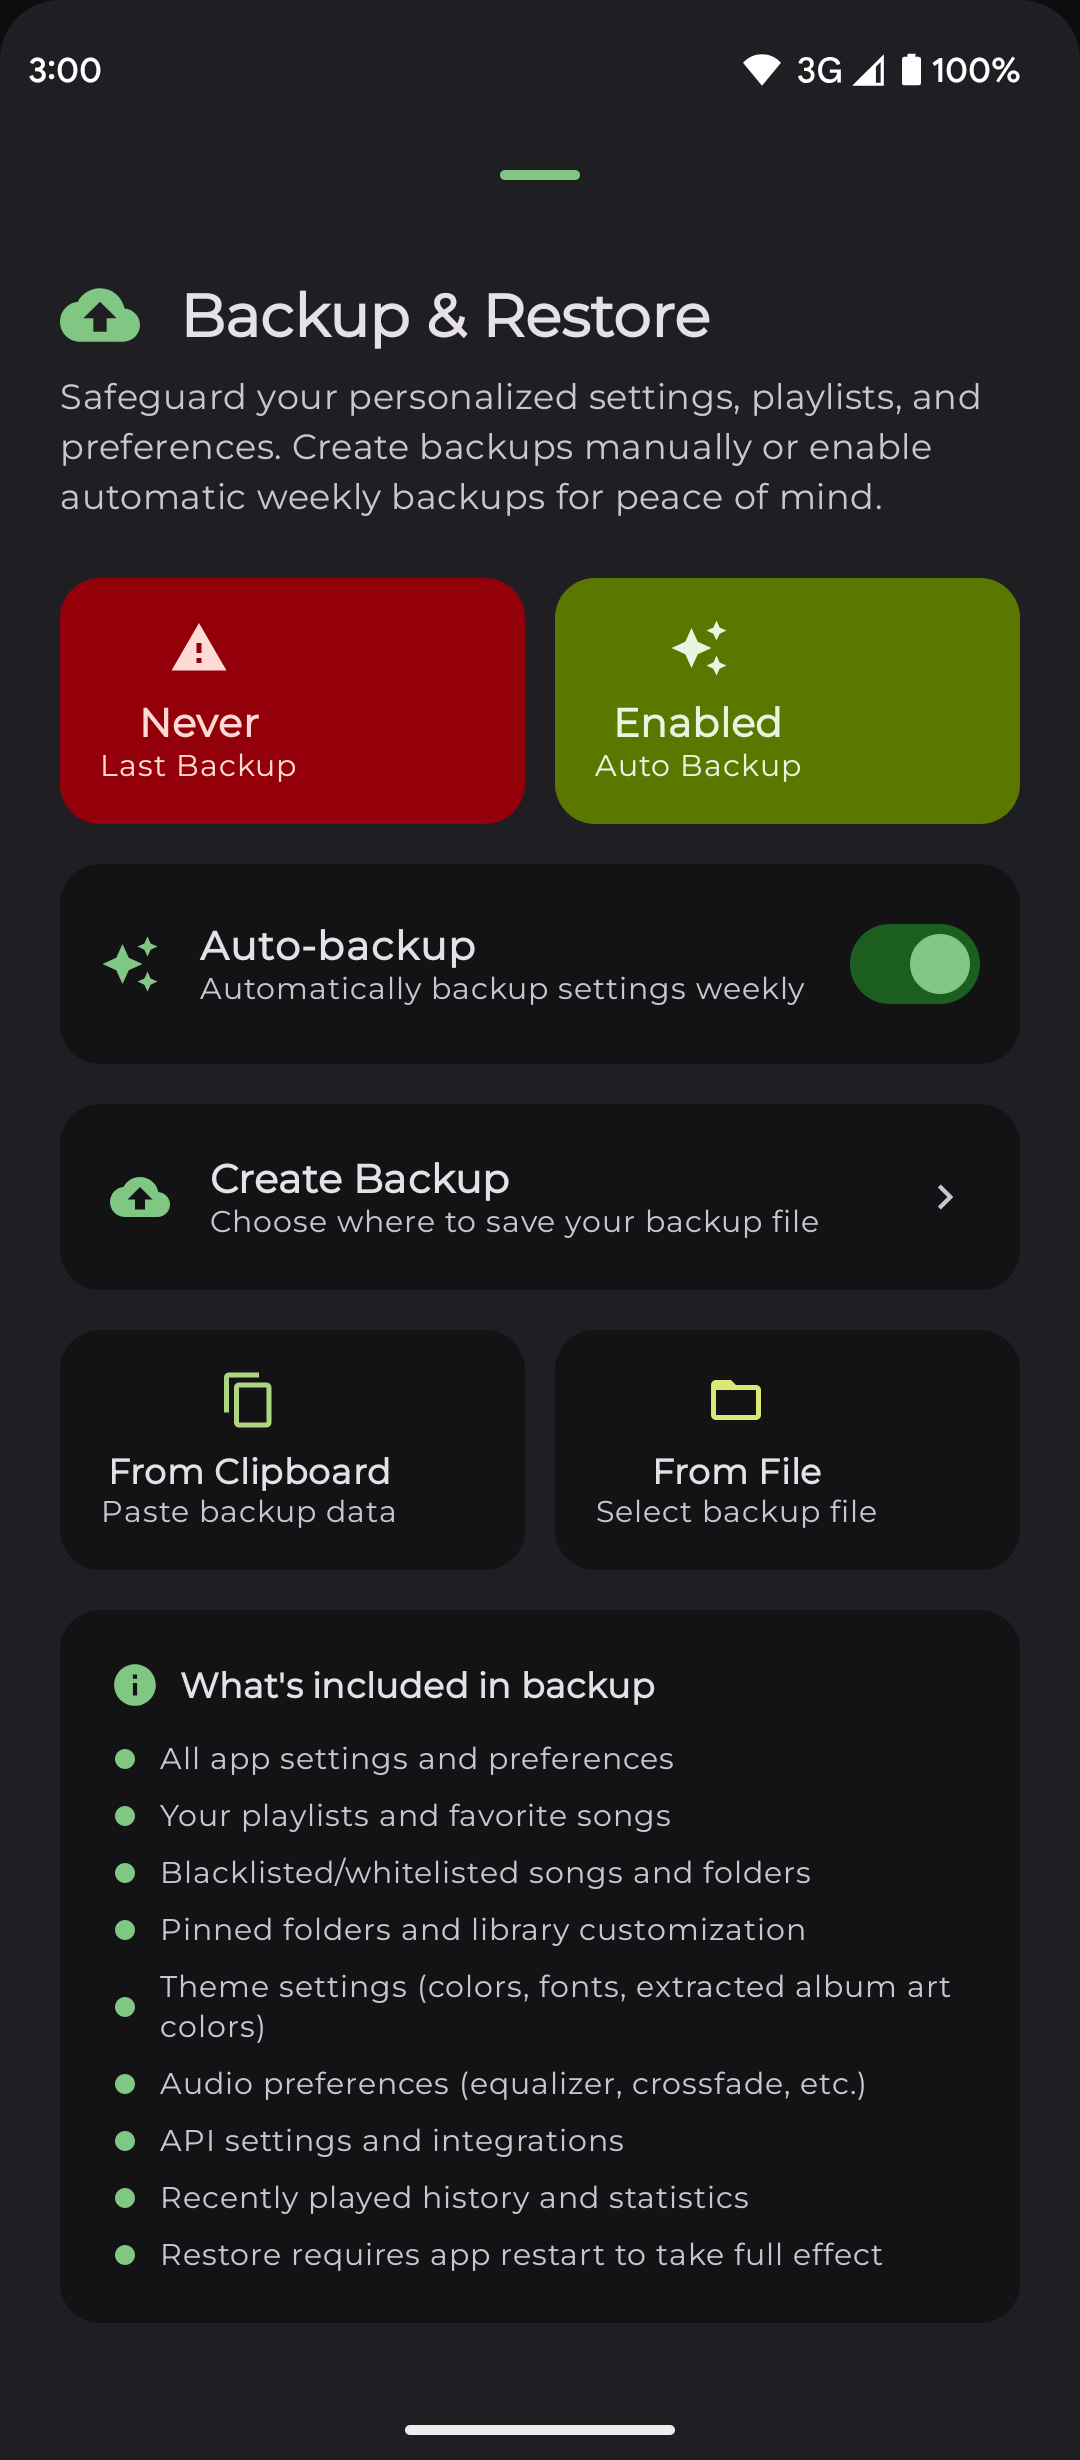 3:00
3G 100%
Backup & Restore
Safeguard your personalized settings, playlists, and
preferences. Create backups manually or enable
automatic weekly backups for peace of mind.
Never
Last Backup
Enabled
Auto Backup
Auto-backup
Automatically backup settings weekly
Create Backup
Choose where to save your backup file
From Clipboard
Paste backup data
From File
Select backup file
What's included in backup
All app settings and preferences
Your playlists and favorite songs
Blacklisted/whitelisted songs and folders
Pinned folders and library customization
Theme settings (colors, fonts, extracted album art
colors)
Audio preferences (equalizer, crossfade, etc.)
API settings and integrations
Recently played history and statistics
Restore requires app restart to take full effect